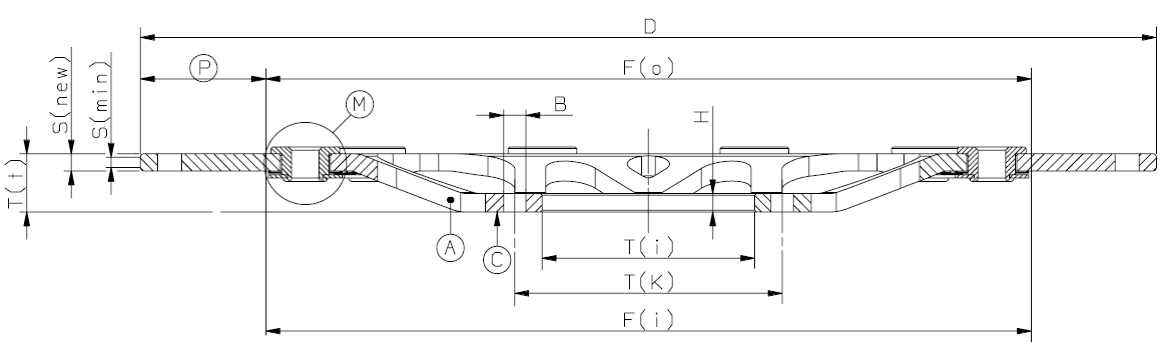 D
P
F(o)
S(new)
S(min)
M
B
H
T(t)
A
C
T(i)
T(K)
F(i)